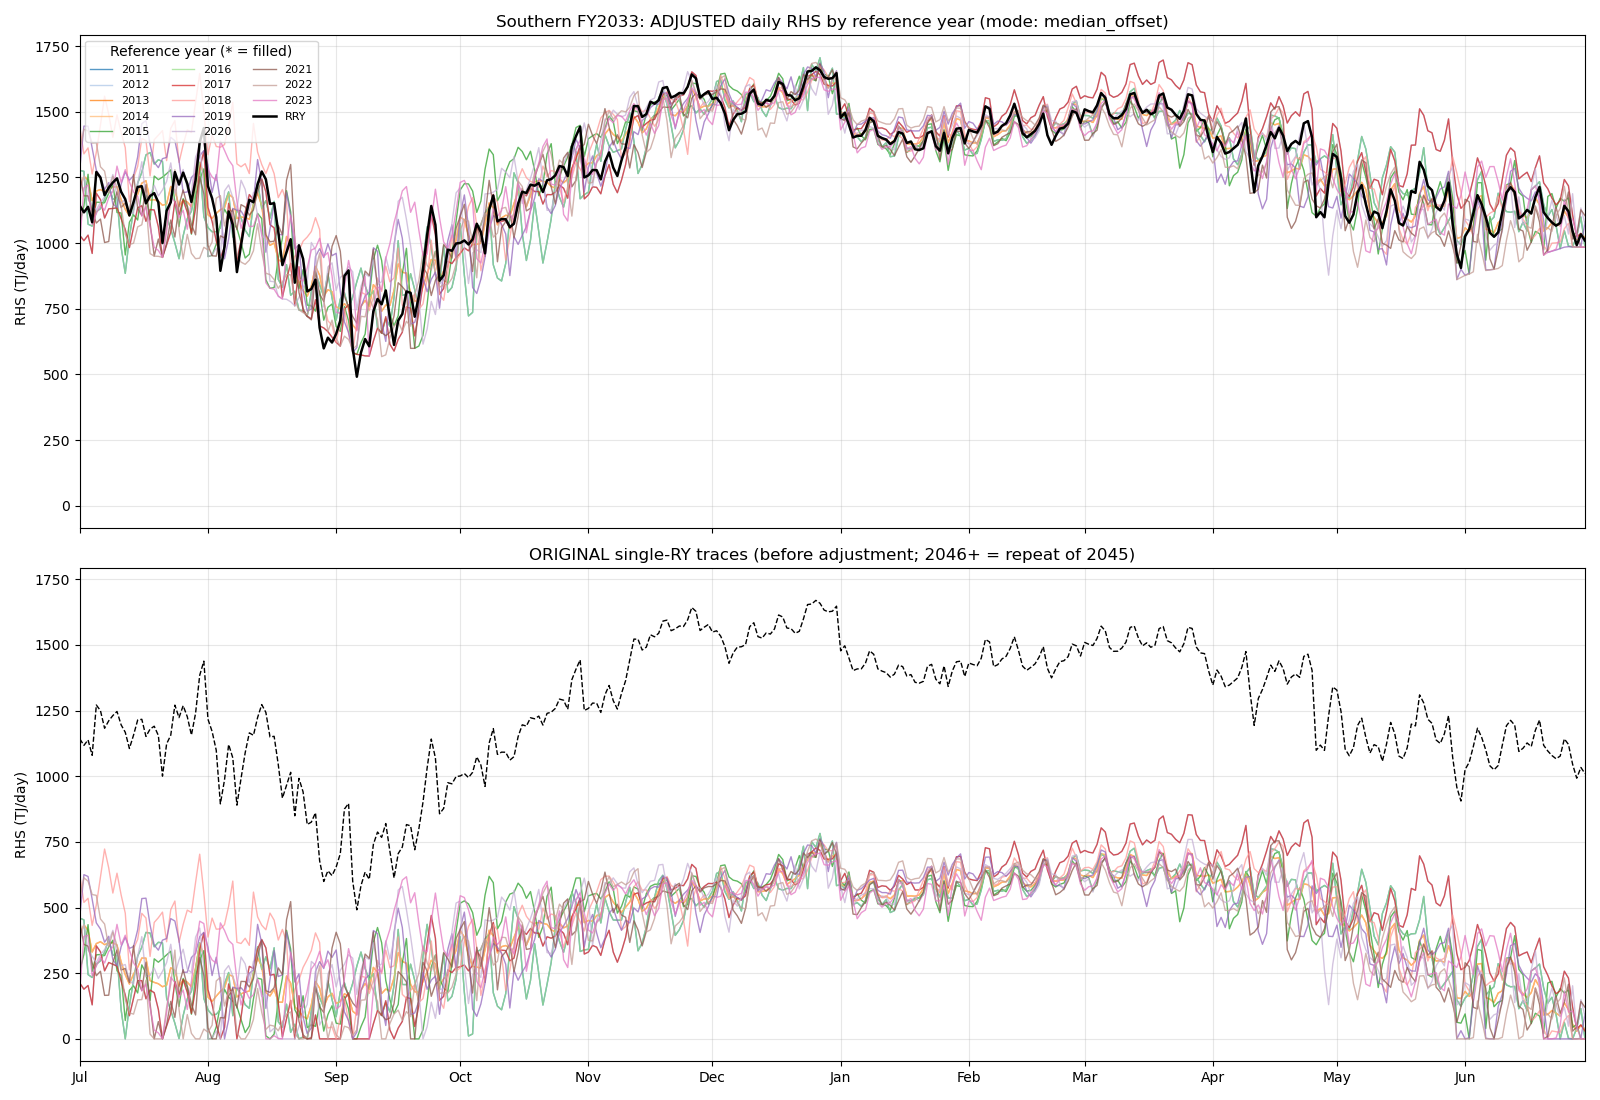 Southern FY2033: ADJUSTED daily RHS by reference year (mode: median_offset)
RHS (TJ/day)
1750
1500
1250
1000
750
500
250
0
Reference year (* = filled)
2011 2016 2021
2012 2017 2022
2013 2018 2023
2014 2019 RRY
2015 2020
ORIGINAL single-RY traces (before adjustment; 2046+ = repeat of 2045)
RHS (TJ/day)
1750
1500
1250
1000
750
500
250
0
Jul Aug Sep Oct Nov Dec Jan Feb Mar Apr May Jun